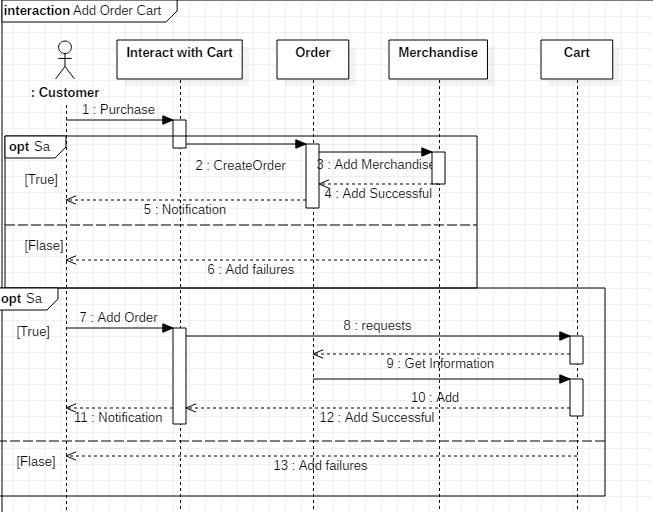 interaction Add Order Cart
Interact with Cart
Order
Merchandise
Cart
: Customer
1 : Purchase
opt Sa
2 : CreateOrder
3 : Add Merchandise
[True]
4 : Add Successful
5 : Notification
[Flase]
6 : Add failures
opt Sa
7 : Add Order
[True]
8 : requests
9 : Get Information
10 : Add
11 : Notification
12 : Add Successful
[Flase]
13 : Add failures